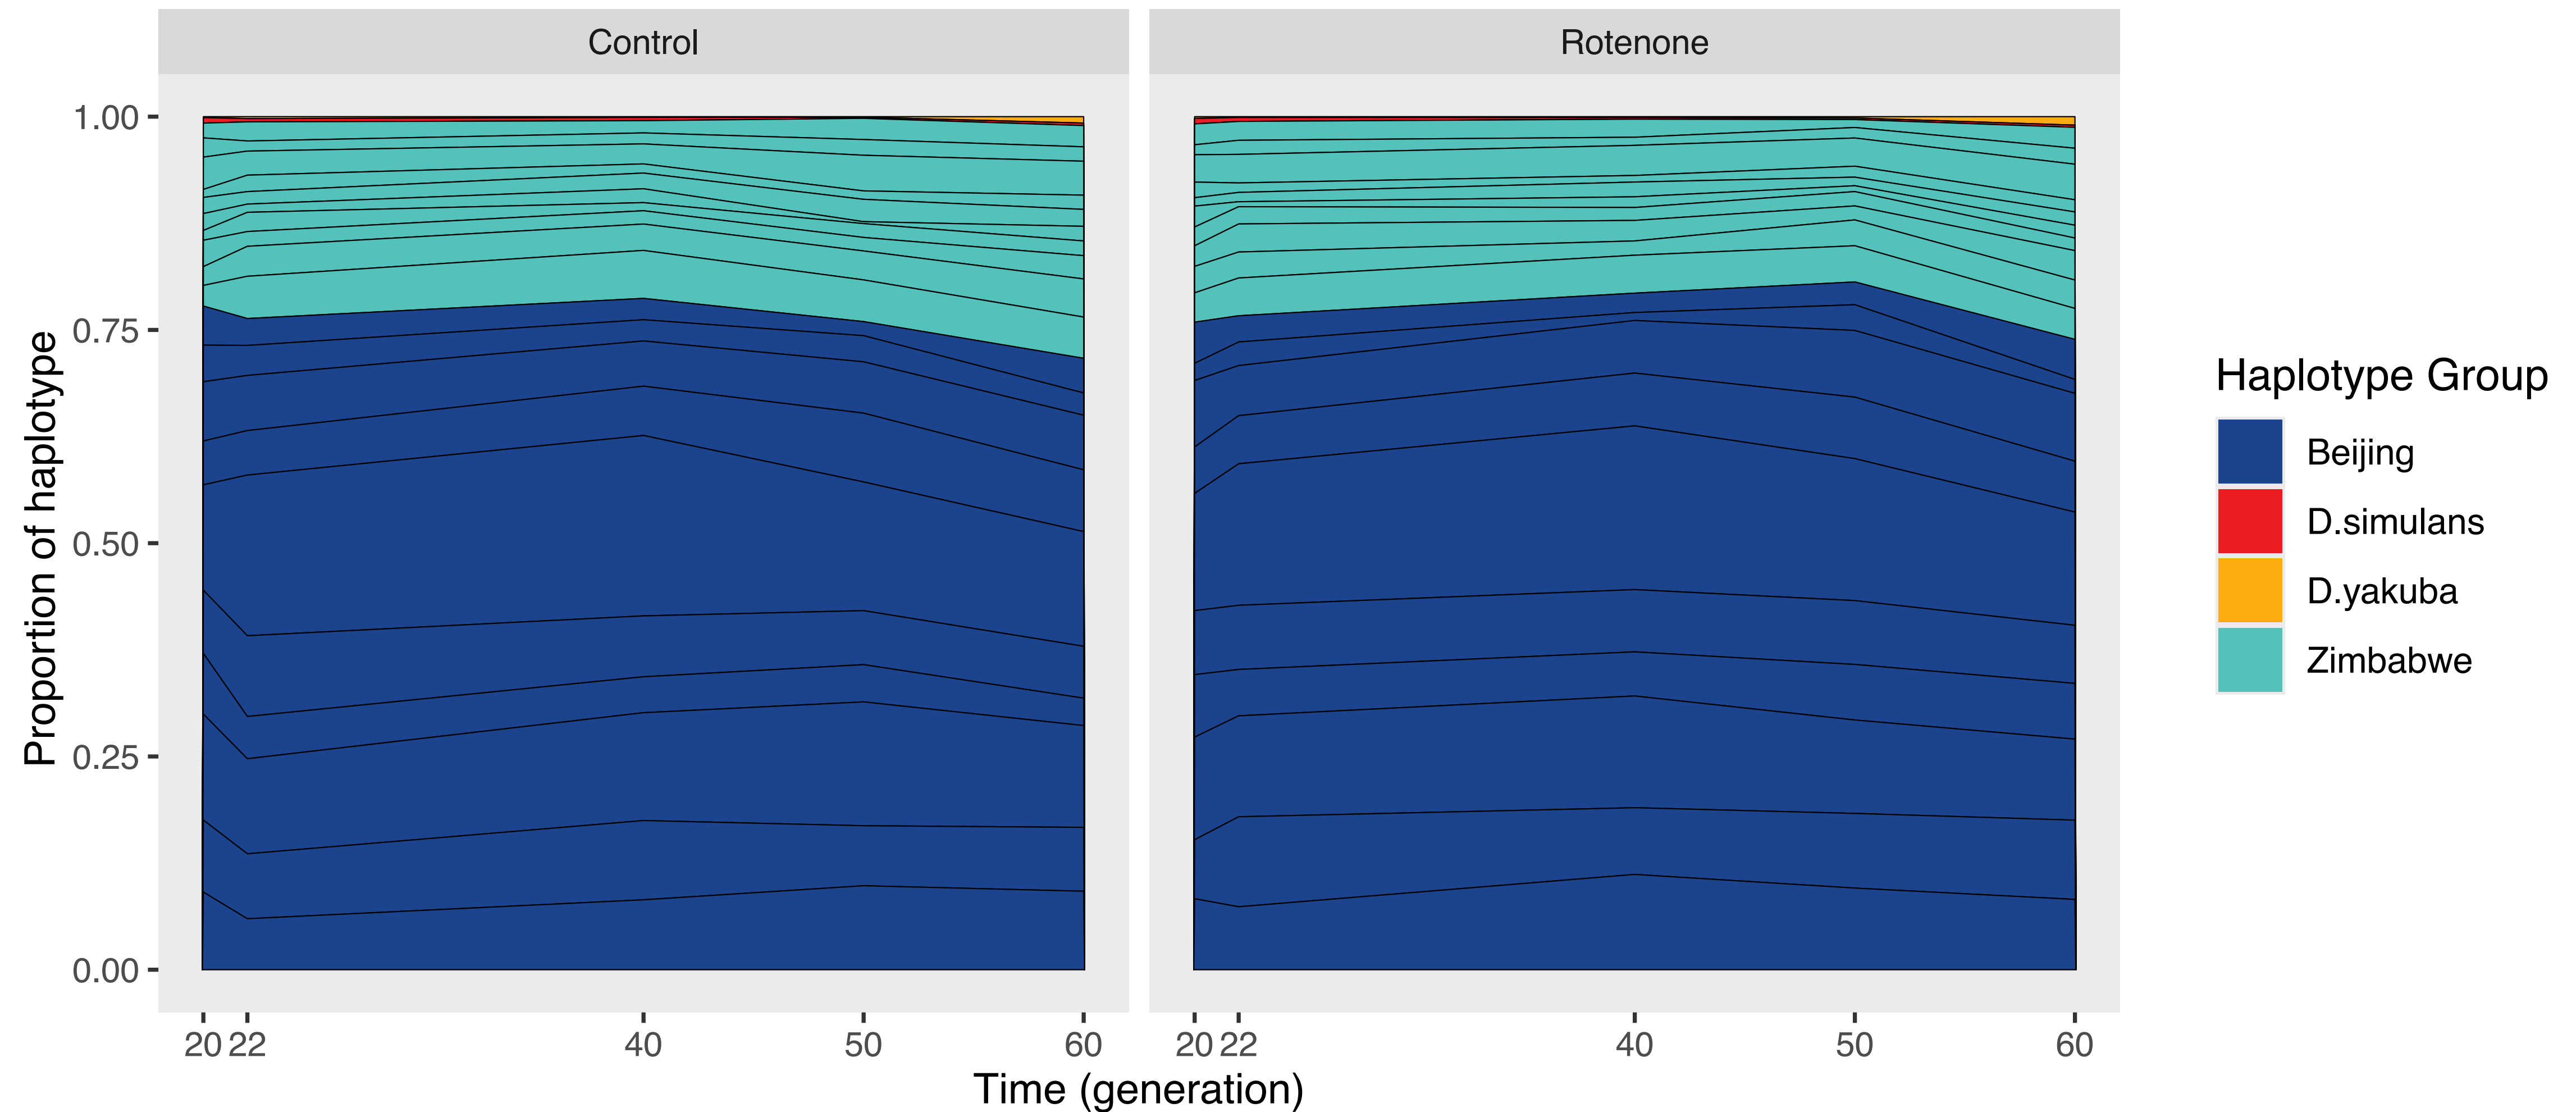 Control
Rotenone
1.00
0.75
0.50
0.25
0.00
Proportion of haplotype
20 22 40 50 60
20 22 40 50 60
Time (generation)
Haplotype Group
Beijing
D.simulans
D.yakuba
Zimbabwe